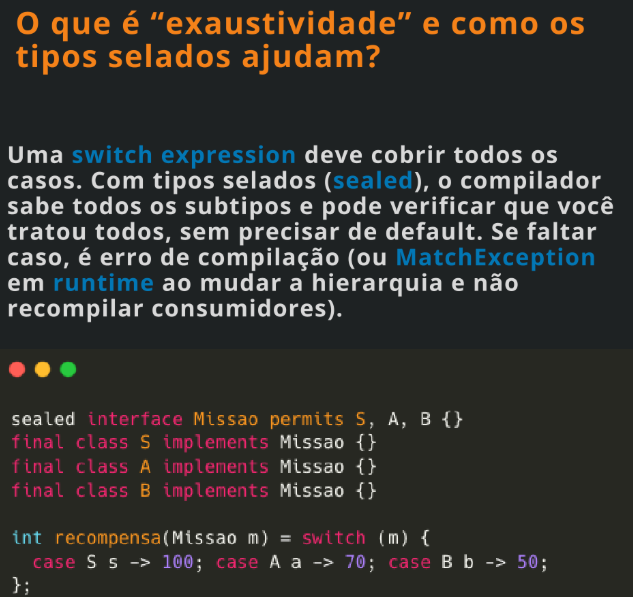 O que é “exaustividade” e como os
tipos selados ajudam?
Uma switch expression deve cobrir todos os
casos. Com tipos selados (sealed), o compilador
sabe todos os subtipos e pode verificar que você
tratou todos, sem precisar de default. Se faltar
caso, é erro de compilação (ou MatchException
em runtime ao mudar a hierarquia e não
recompilar consumidores).
sealed interface Missao permits S, A, B {}
final class S implements Missao {}
final class A implements Missao {}
final class B implements Missao {}
int recompensa(Missao m) = switch (m) {
  case S s -> 100; case A a -> 70; case B b -> 50;
};